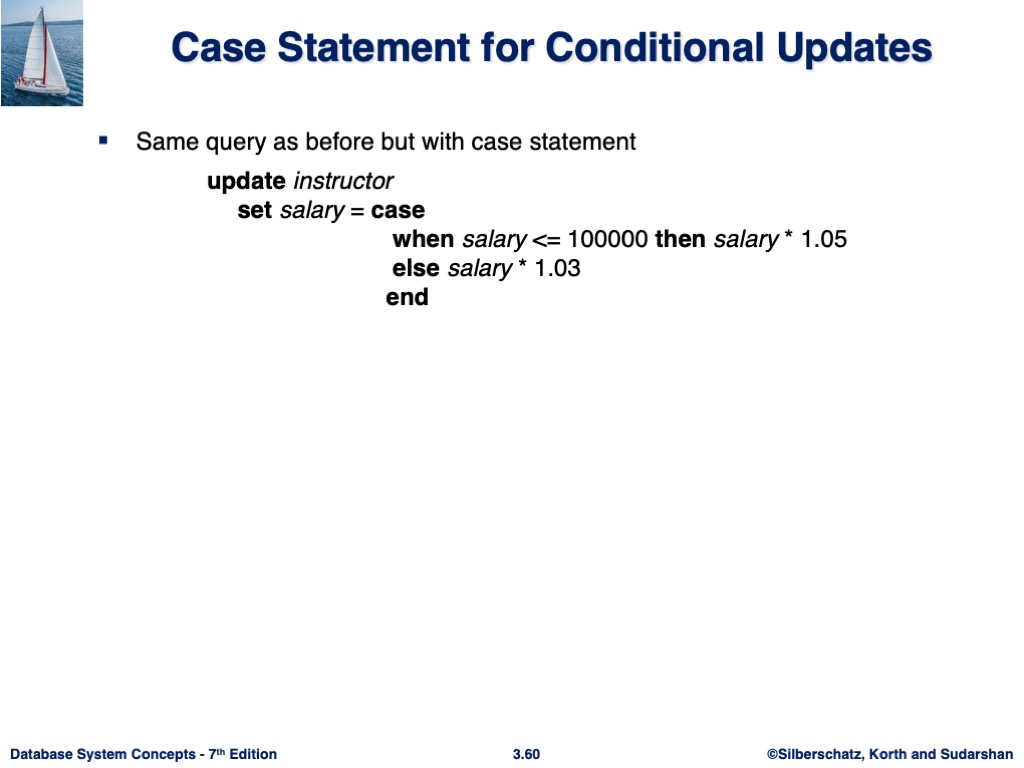 Case Statement for Conditional Updates
▪ Same query as before but with case statement
update instructor
set salary = case
when salary <= 100000 then salary * 1.05
else salary * 1.03
end
Database System Concepts - 7th Edition
3.60
©Silberschatz, Korth and Sudarshan